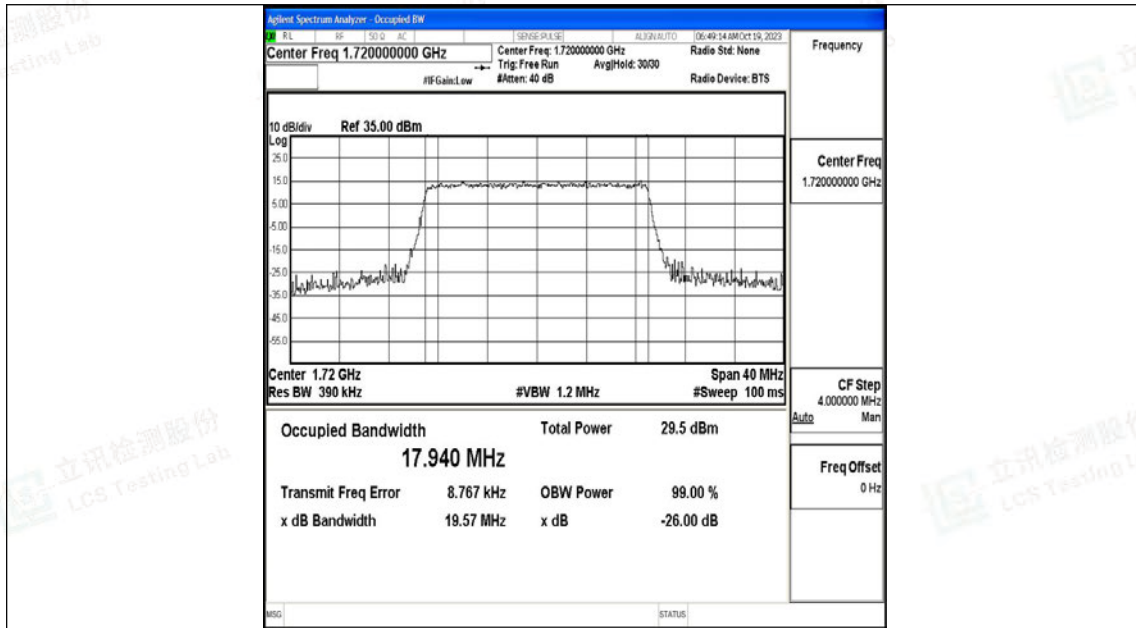 Agilent Spectrum Analyzer - Occupied BW
RL RF 50 Ω AC SENSE:PULSE ALIGN AUTO 06:49:14 AM Oct 19, 2023
Center Freq 1.720000000 GHz
Center Freq: 1.720000000 GHz
Radio Std: None
Trig: Free Run Avg|Hold: 30/30
#IFGain:Low
#Atten: 40 dB
Radio Device: BTS
10 dB/div Ref 35.00 dBm
Log
25.0
15.0
5.00
-5.00
-15.0
-25.0
-35.0
-45.0
-55.0
Center 1.72 GHz Span 40 MHz
Res BW 390 kHz #VBW 1.2 MHz #Sweep 100 ms
Occupied Bandwidth Total Power 29.5 dBm
17.940 MHz
Transmit Freq Error 8.767 kHz OBW Power 99.00 %
x dB Bandwidth 19.57 MHz x dB -26.00 dB
MSG STATUS
Frequency
Center Freq
1.720000000 GHz
CF Step
4.000000 MHz
Auto Man
Freq Offset
0 Hz
立讯检测股份
LCS Testing Lab
立讯检测股份
LCS Testing L